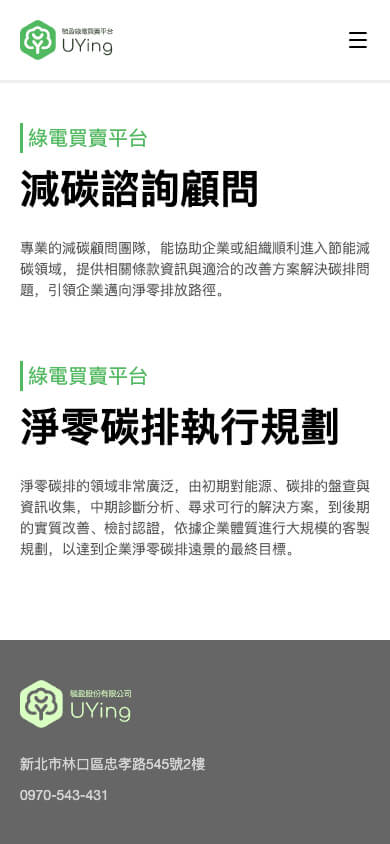 毓盈綠電買賣平台
UYing
綠電買賣平台
減碳諮詢顧問
專業的減碳顧問團隊，能協助企業或組織順利進入節能減
碳領域，提供相關條款資訊與適洽的改善方案解決碳排問
題，引領企業邁向淨零排放路徑。
綠電買賣平台
淨零碳排執行規劃
淨零碳排的領域非常廣泛，由初期對能源、碳排的盤查與
資訊收集，中期診斷分析、尋求可行的解決方案，到後期
的實質改善、檢討認證，依據企業體質進行大規模的客製
規劃，以達到企業淨零碳排遠景的最終目標。
毓盈股份有限公司
UYing
新北市林口區忠孝路545號2樓
0970-543-431